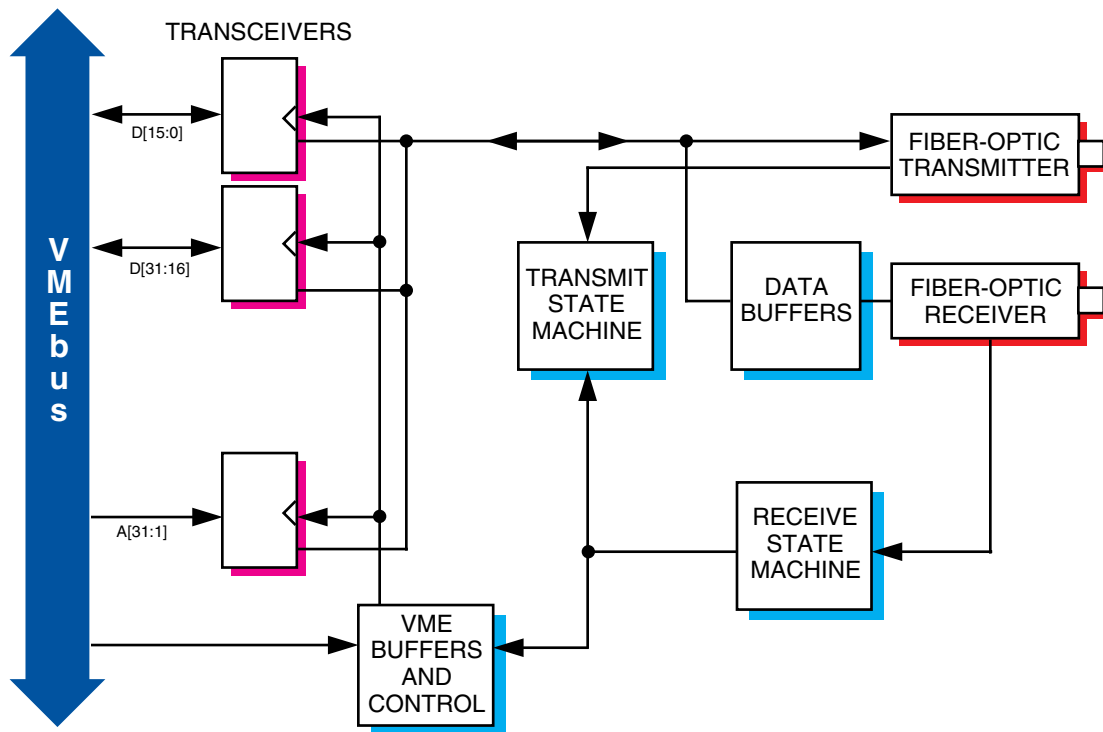 TRANSCEIVERS
D[15:0]
D[31:16]
A[31:1]
VMEbus
FIBER-OPTIC
TRANSMITTER
TRANSMIT
STATE
MACHINE
DATA
BUFFERS
FIBER-OPTIC
RECEIVER
RECEIVE
STATE
MACHINE
VME
BUFFERS
AND
CONTROL